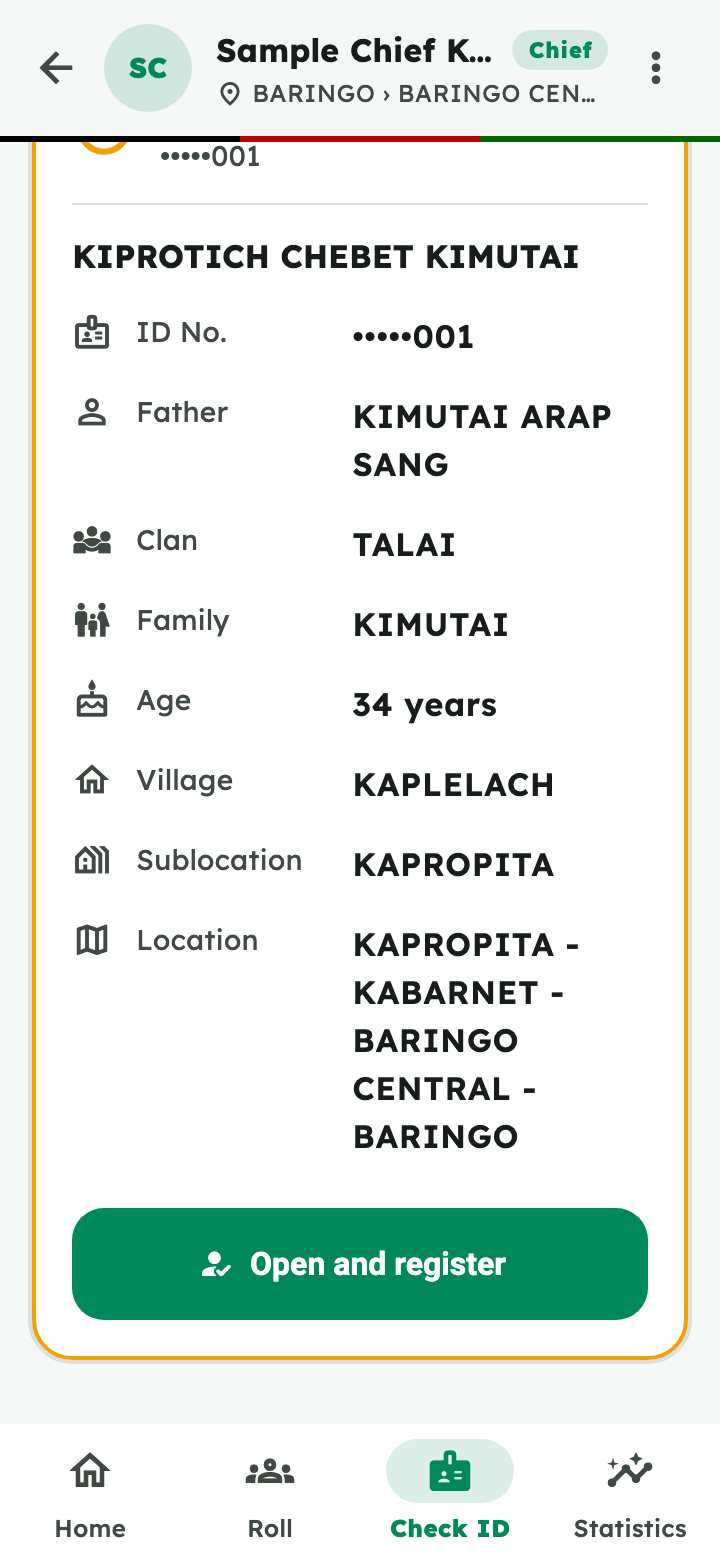 SC
Sample Chief K...
Chief
BARINGO › BARINGO CEN...
•••••001
KIPROTICH CHEBET KIMUTAI
ID No.
•••••001
Father
KIMUTAI ARAP
SANG
Clan
TALAI
Family
KIMUTAI
Age
34 years
Village
KAPLELACH
Sublocation
KAPROPITA
Location
KAPROPITA -
KABARNET -
BARINGO
CENTRAL -
BARINGO
Open and register
Home
Roll
Check ID
Statistics